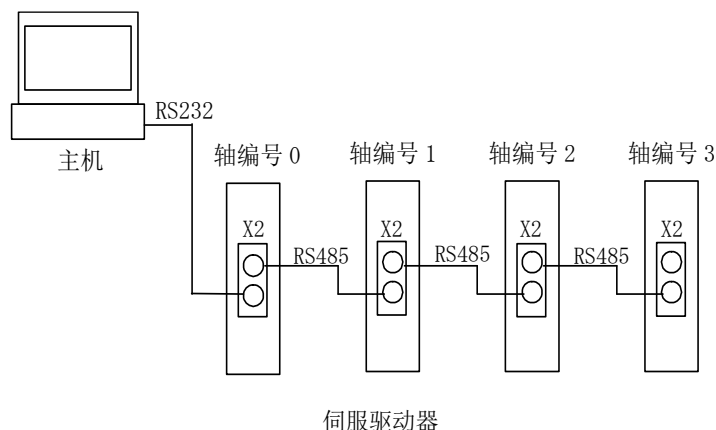 RS232
主机
轴编号 0 轴编号 1 轴编号 2 轴编号 3
X2 X2 X2 X2
RS485 RS485 RS485
伺服驱动器